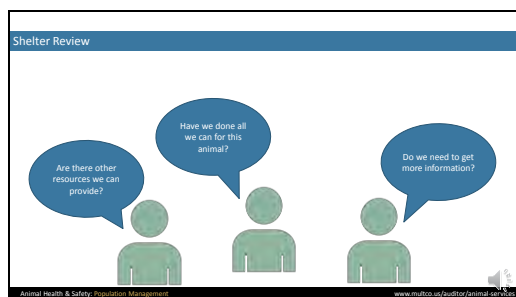 Shelter Review
Have we done all
we can for this
animal?
Are there other
resources we can
provide?
Do we need to get
more information?
Animal Health & Safety: Population Management
www.multco.us/auditor/animal-services